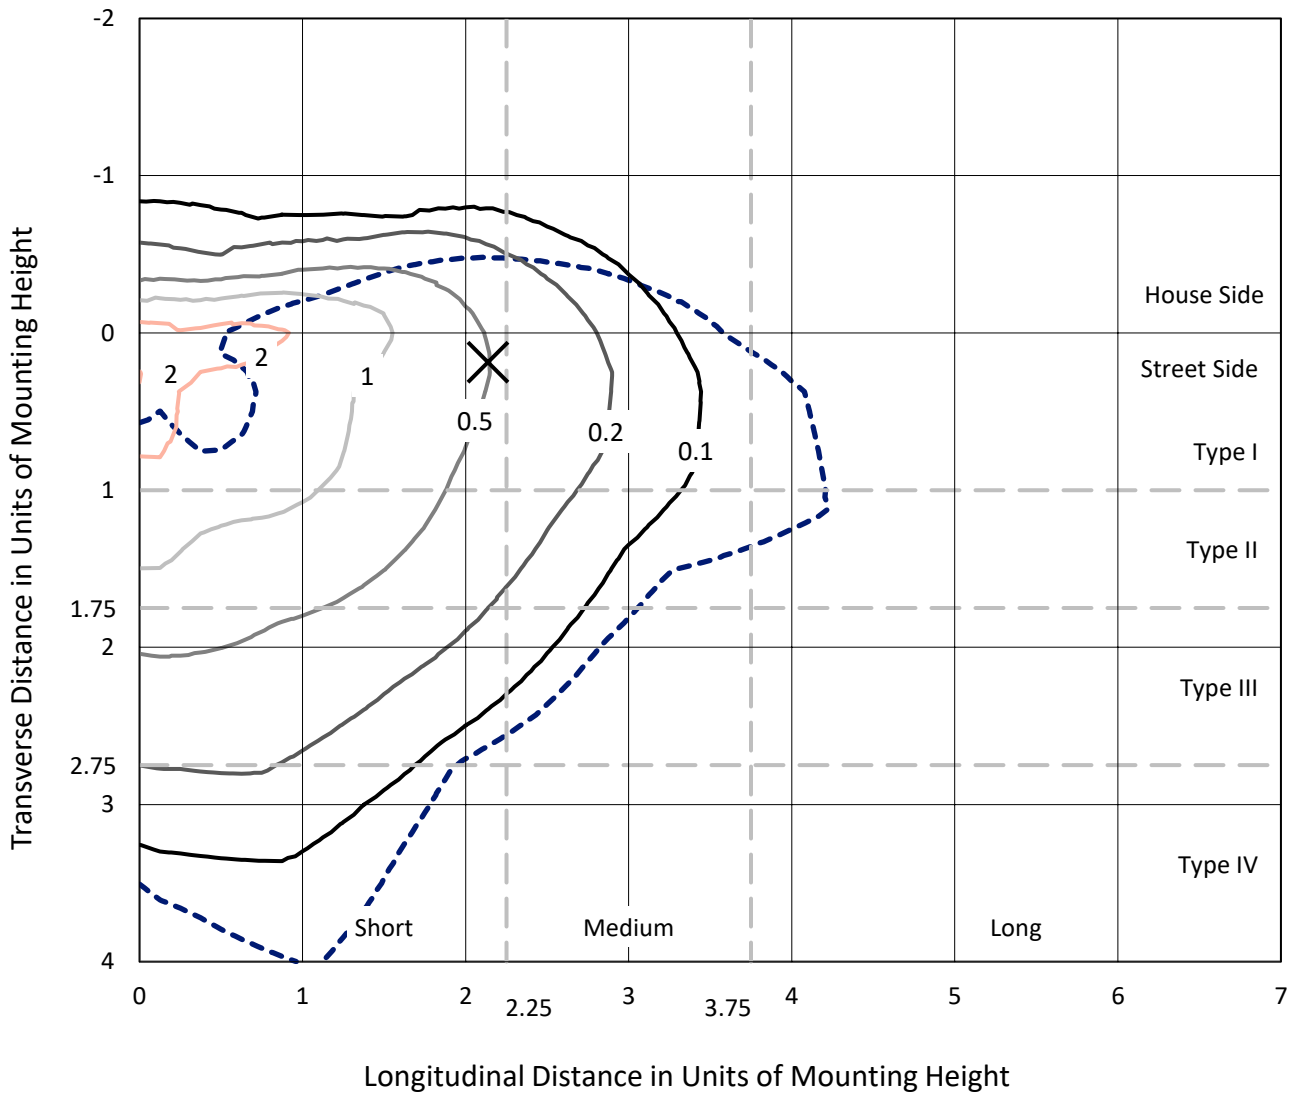 -2
-1
House Side
0
2
2
1
Street Side
0.5
0.2
0.1
Type I
1
Type II
1.75
2
Type III
2.75
3
Type IV
Short Medium Long
4
0 1 2 2.25 3 3.75 4 5 6 7
Transverse Distance in Units of Mounting Height
Longitudinal Distance in Units of Mounting Height